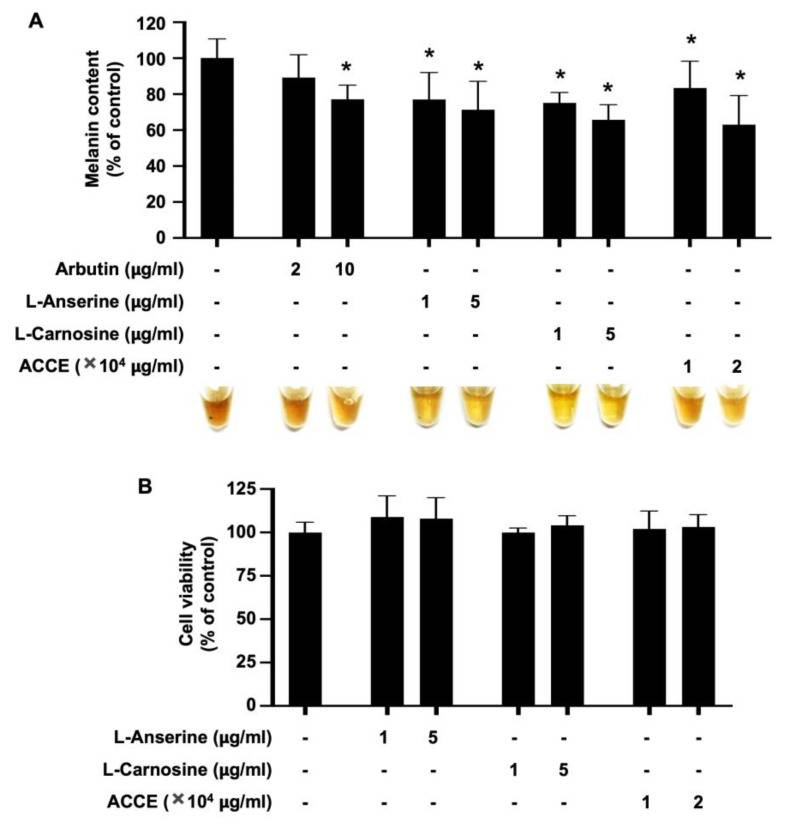 A
120
100
80
60
40
20
0
Melanin content
(% of control)
* * * * * * *
Arbutin (µg/ml) - 2 10 - - - - - -
L-Anserine (µg/ml) - - - 1 5 - - - -
L-Carnosine (µg/ml) - - - - - 1 5 - -
ACCE (×10⁴ µg/ml) - - - - - - - 1 2
B
125
100
75
50
25
0
Cell viability
(% of control)
L-Anserine (µg/ml) - 1 5 - - - -
L-Carnosine (µg/ml) - - - 1 5 - -
ACCE (×10⁴ µg/ml) - - - - - 1 2